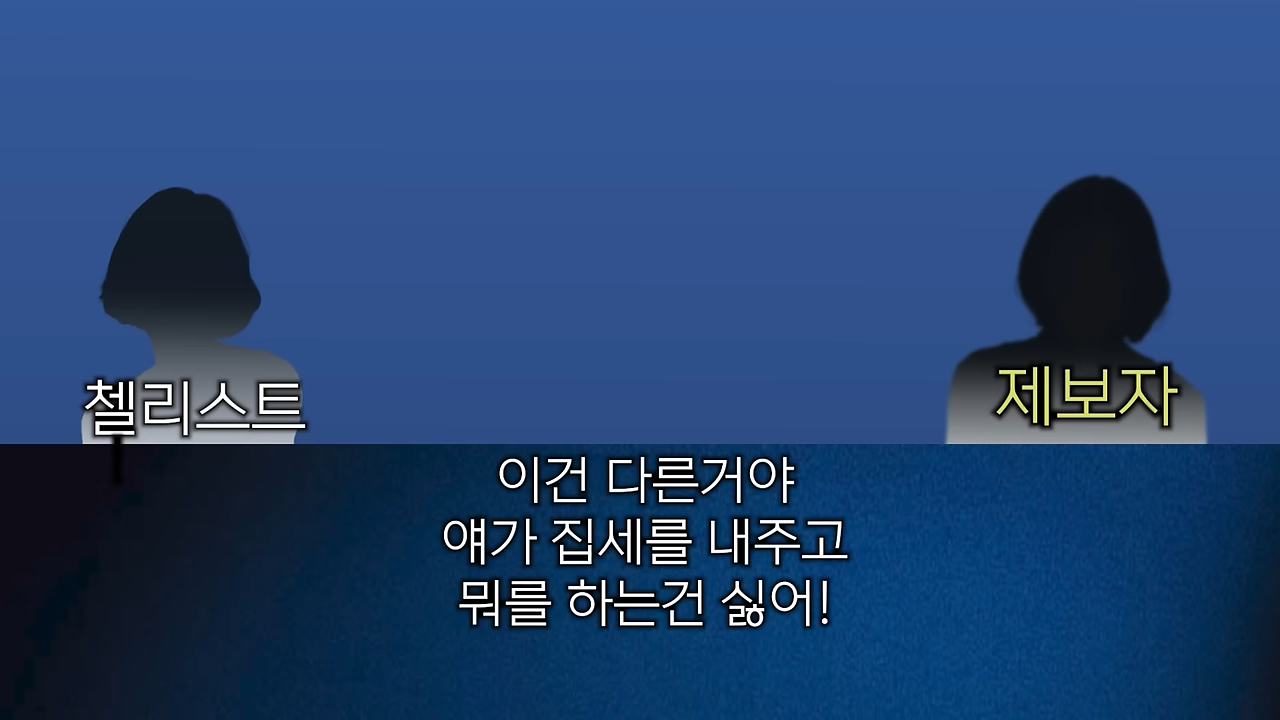 첼리스트
제보자
이건 다른거야
얘가 집세를 내주고
뭐를 하는건 싫어!